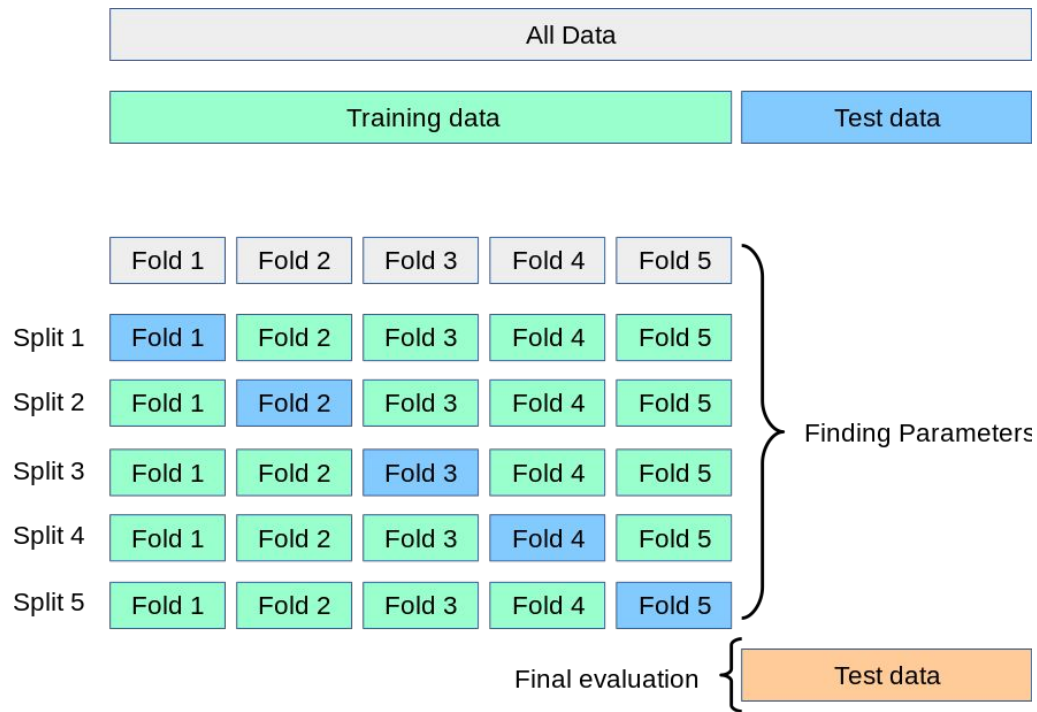 All Data
Training data Test data
Fold 1 Fold 2 Fold 3 Fold 4 Fold 5
Split 1 Fold 1 Fold 2 Fold 3 Fold 4 Fold 5
Split 2 Fold 1 Fold 2 Fold 3 Fold 4 Fold 5
Finding Parameters
Split 3 Fold 1 Fold 2 Fold 3 Fold 4 Fold 5
Split 4 Fold 1 Fold 2 Fold 3 Fold 4 Fold 5
Split 5 Fold 1 Fold 2 Fold 3 Fold 4 Fold 5
Final evaluation Test data